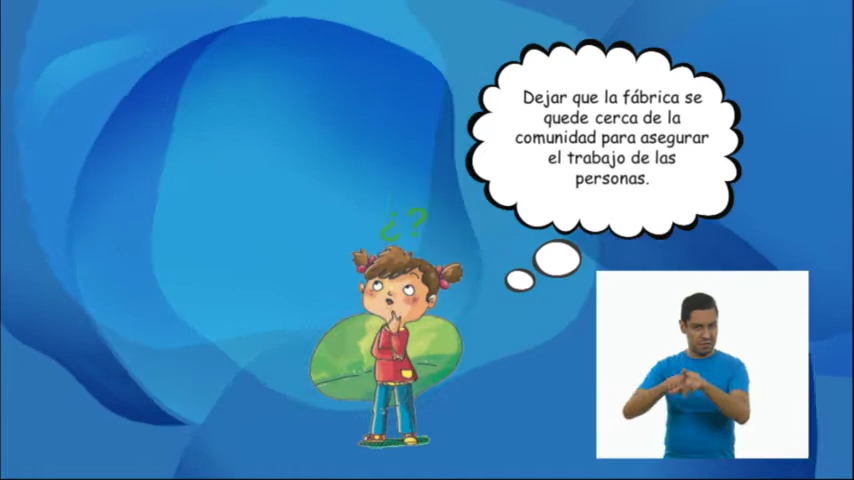 Dejar que la fábrica se
quede cerca de la
comunidad para asegurar
el trabajo de las
personas.
¿?